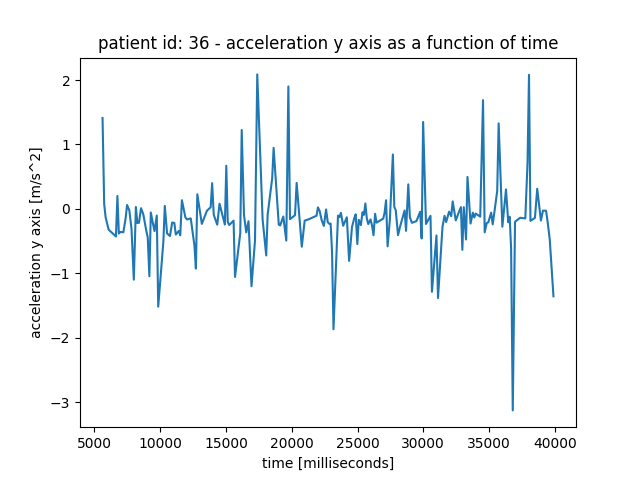 patient id: 36 - acceleration y axis as a function of time
acceleration y axis [m/s^2]
2
1
0
−1
−2
−3
5000 10000 15000 20000 25000 30000 35000 40000
time [milliseconds]